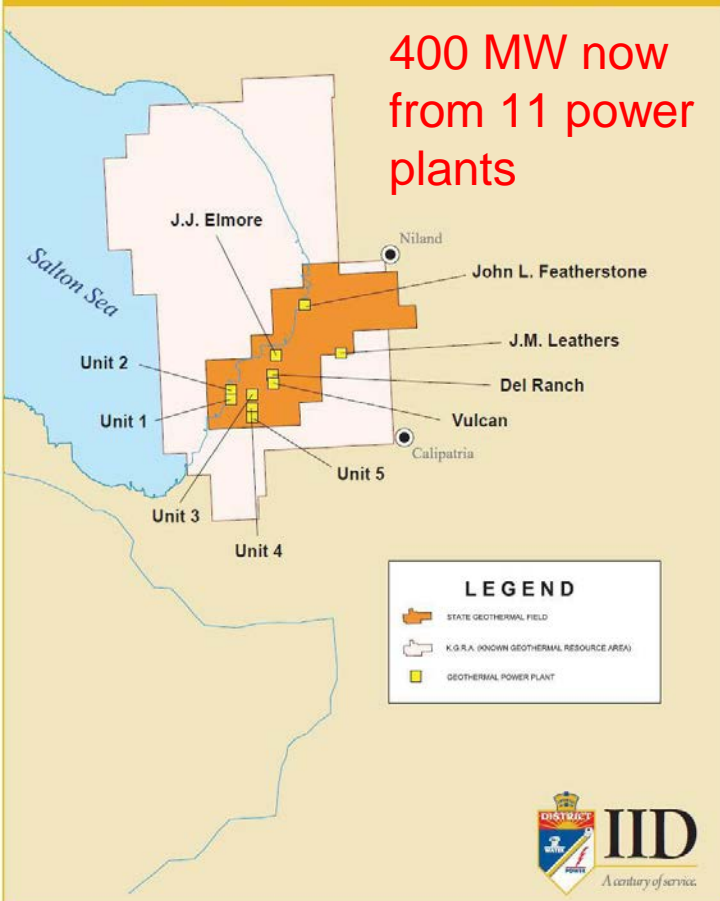 400 MW now
from 11 power
plants
J.J. Elmore
Niland
Salton Sea
John L. Featherstone
J.M. Leathers
Unit 2
Del Ranch
Unit 1
Vulcan
Calipatria
Unit 5
Unit 3
Unit 4
LEGEND
STATE GEOTHERMAL FIELD
K.G.R.A. (KNOWN GEOTHERMAL RESOURCE AREA)
GEOTHERMAL POWER PLANT
DISTRICT
WATER
POWER
IID
A century of service.